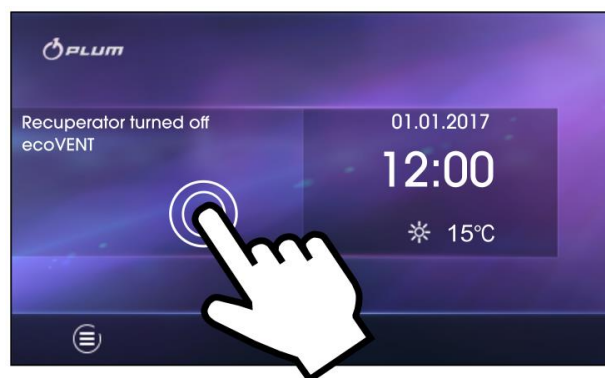 PLUM
Recuperator turned off
ecoVENT
01.01.2017
12:00
15°C